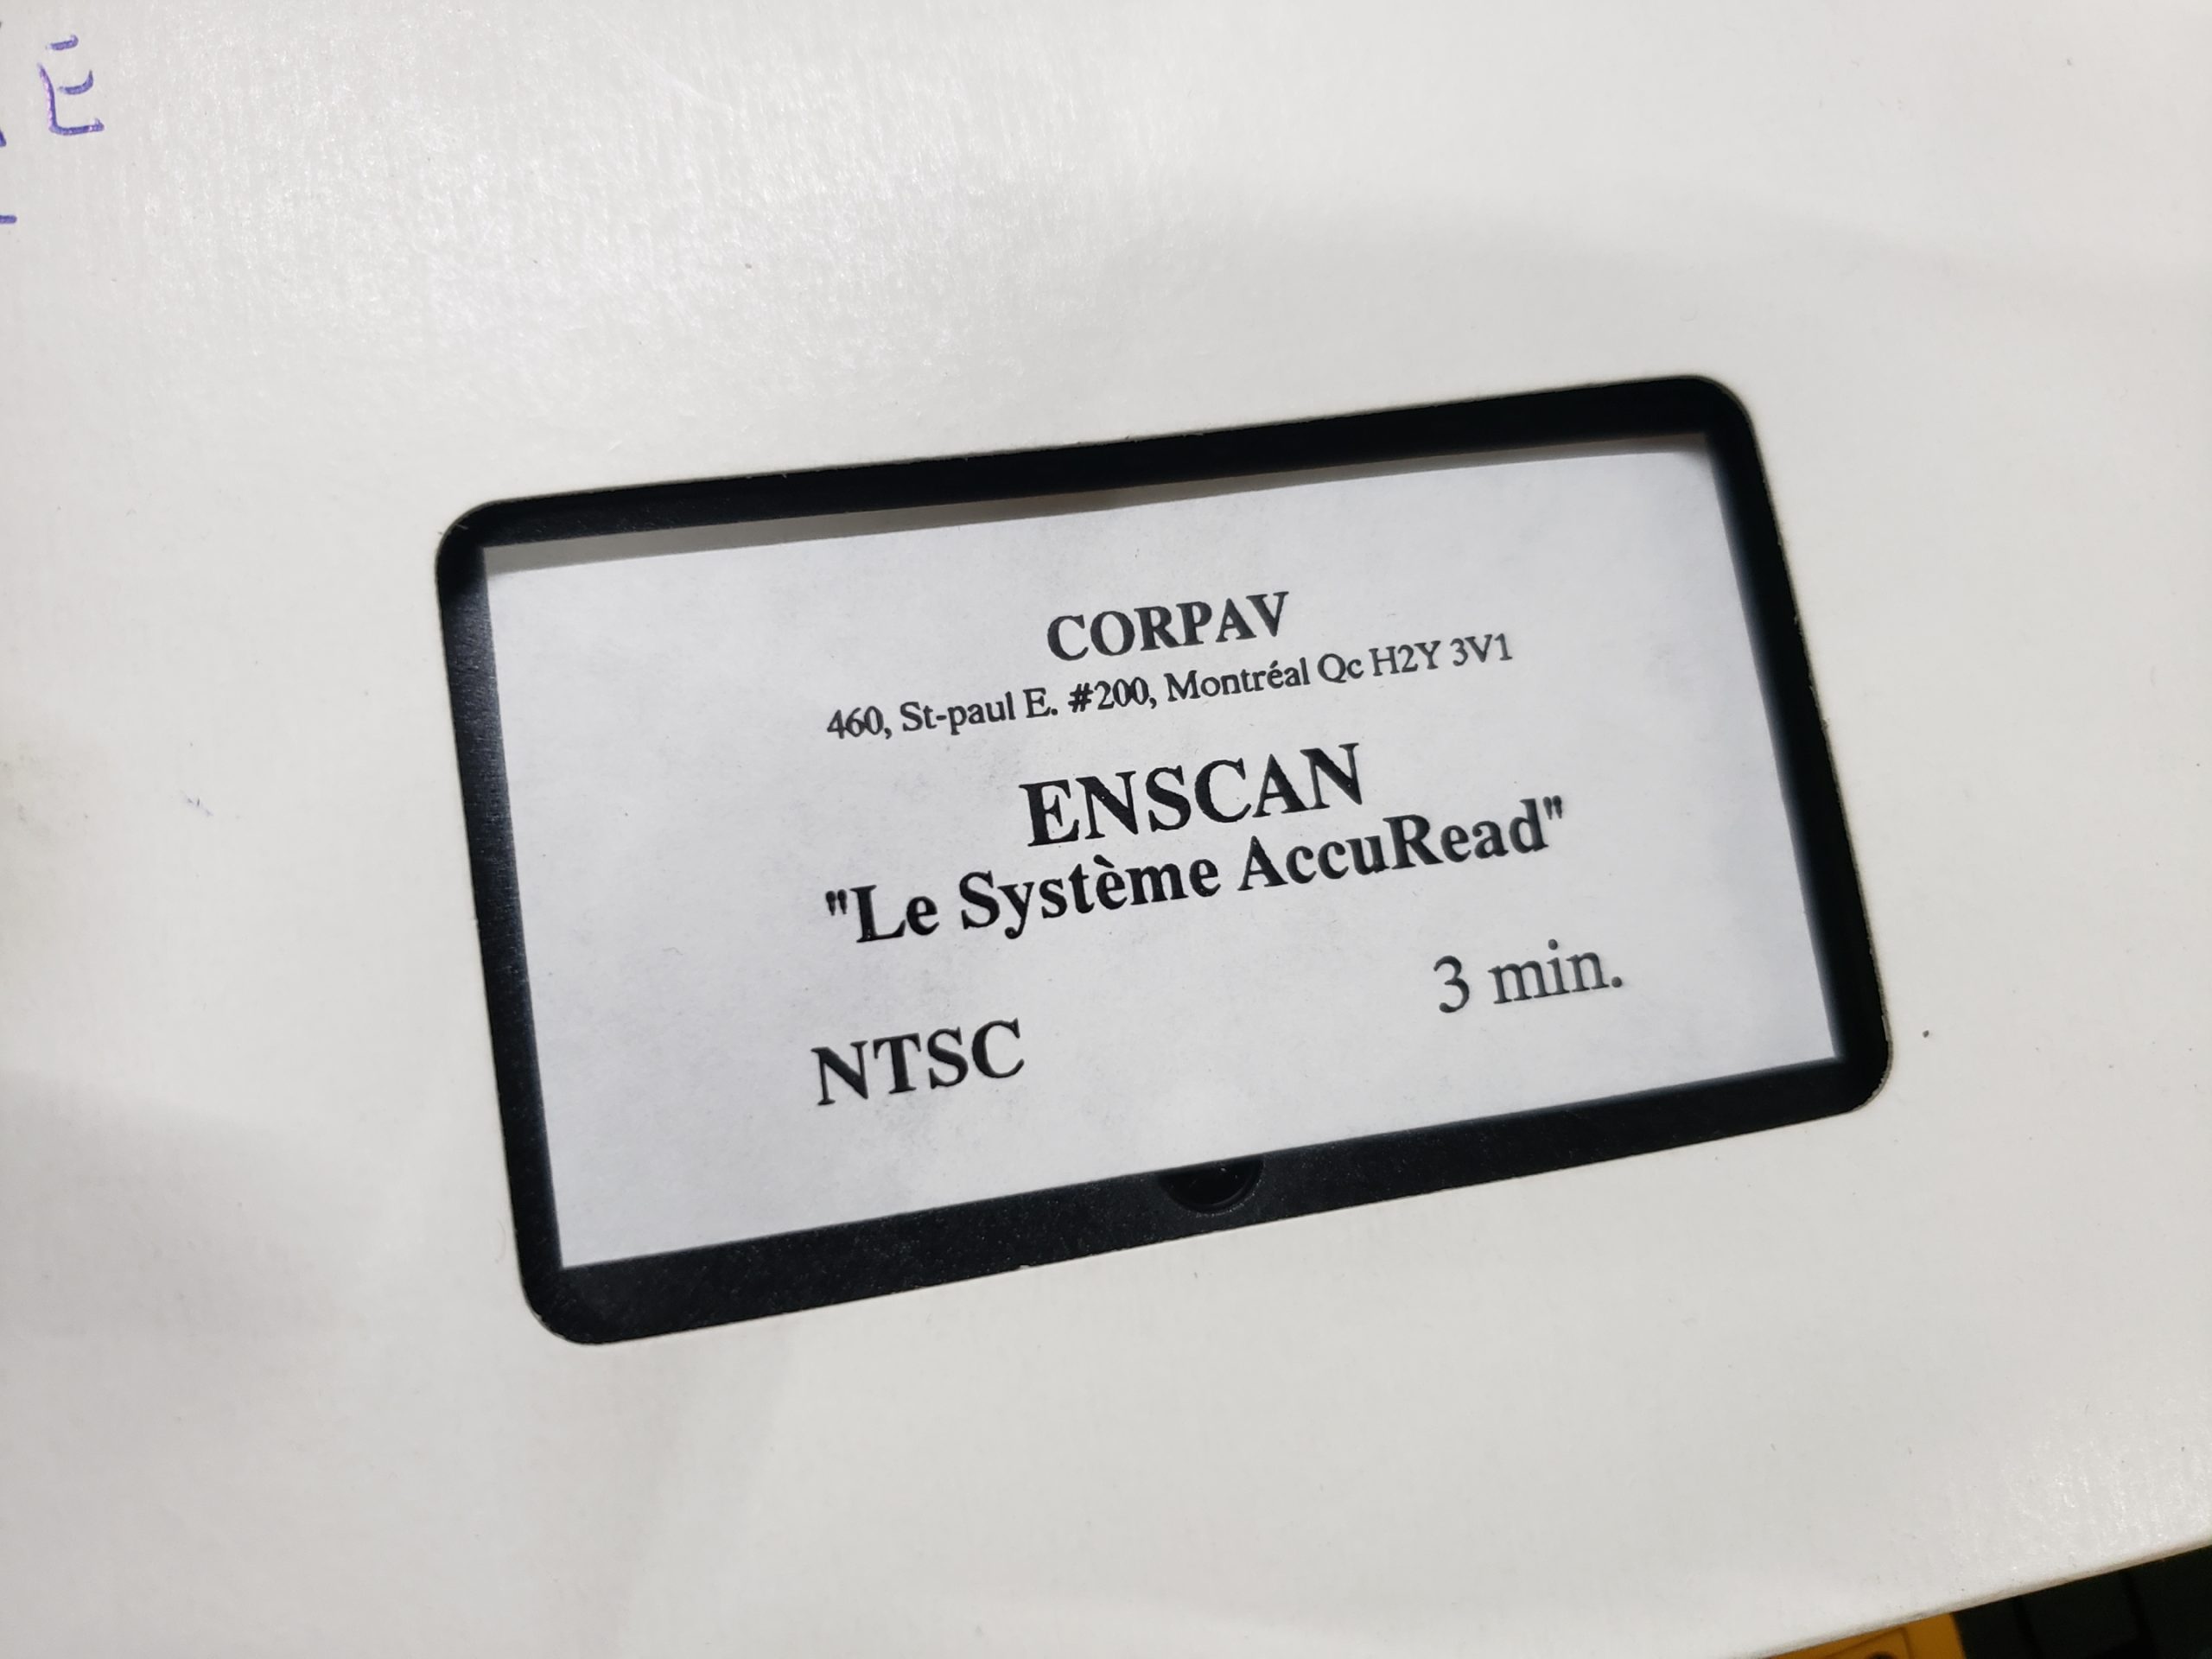 E
CORPAV
460, St-paul E. #200, Montréal Qc H2Y 3V1
ENSCAN
"Le Système AccuRead"
3 min.
NTSC